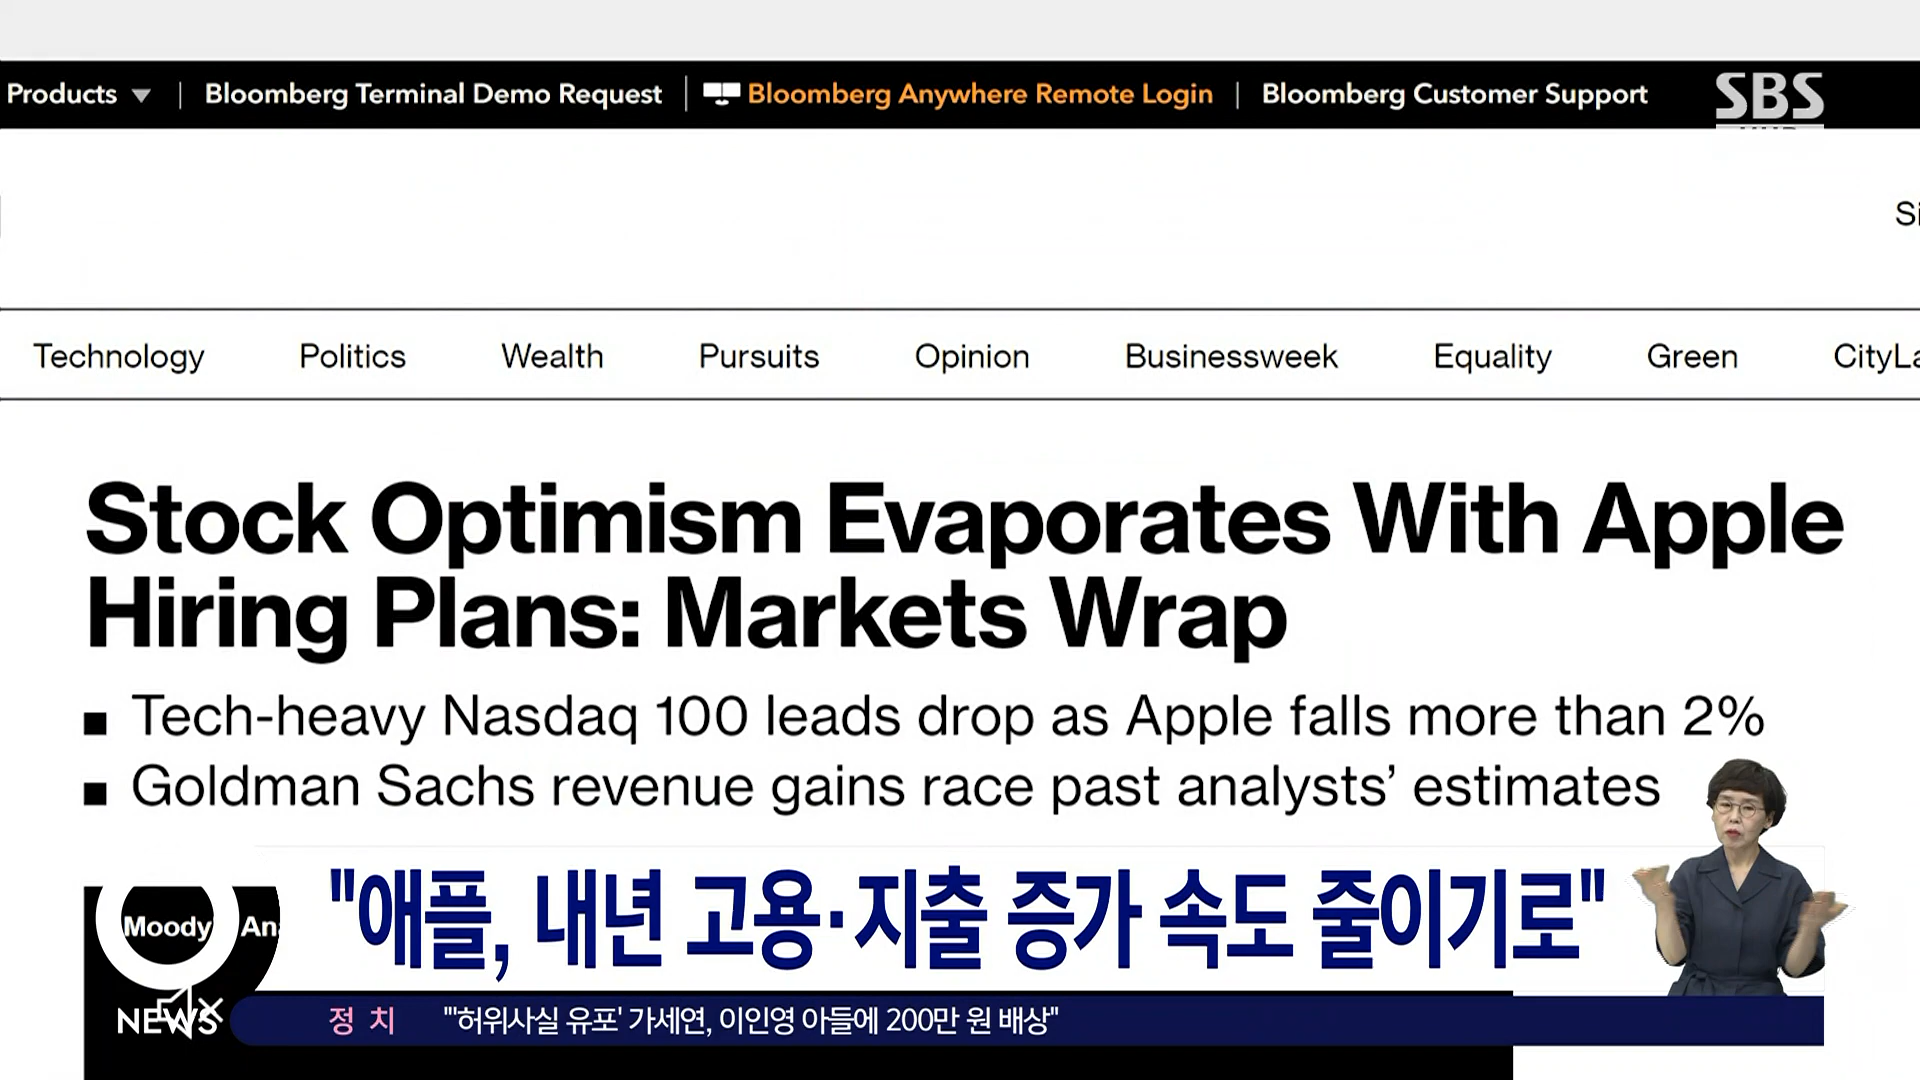 Products ▼ | Bloomberg Terminal Demo Request | Bloomberg Anywhere Remote Login | Bloomberg Customer Support
SBS
Technology Politics Wealth Pursuits Opinion Businessweek Equality Green CityLa
Stock Optimism Evaporates With Apple
Hiring Plans: Markets Wrap
■ Tech-heavy Nasdaq 100 leads drop as Apple falls more than 2%
■ Goldman Sachs revenue gains race past analysts’ estimates
Moody An
"애플, 내년 고용·지출 증가 속도 줄이기로"
NEWS
정 치 "'허위사실 유포' 가세연, 이인영 아들에 200만 원 배상"